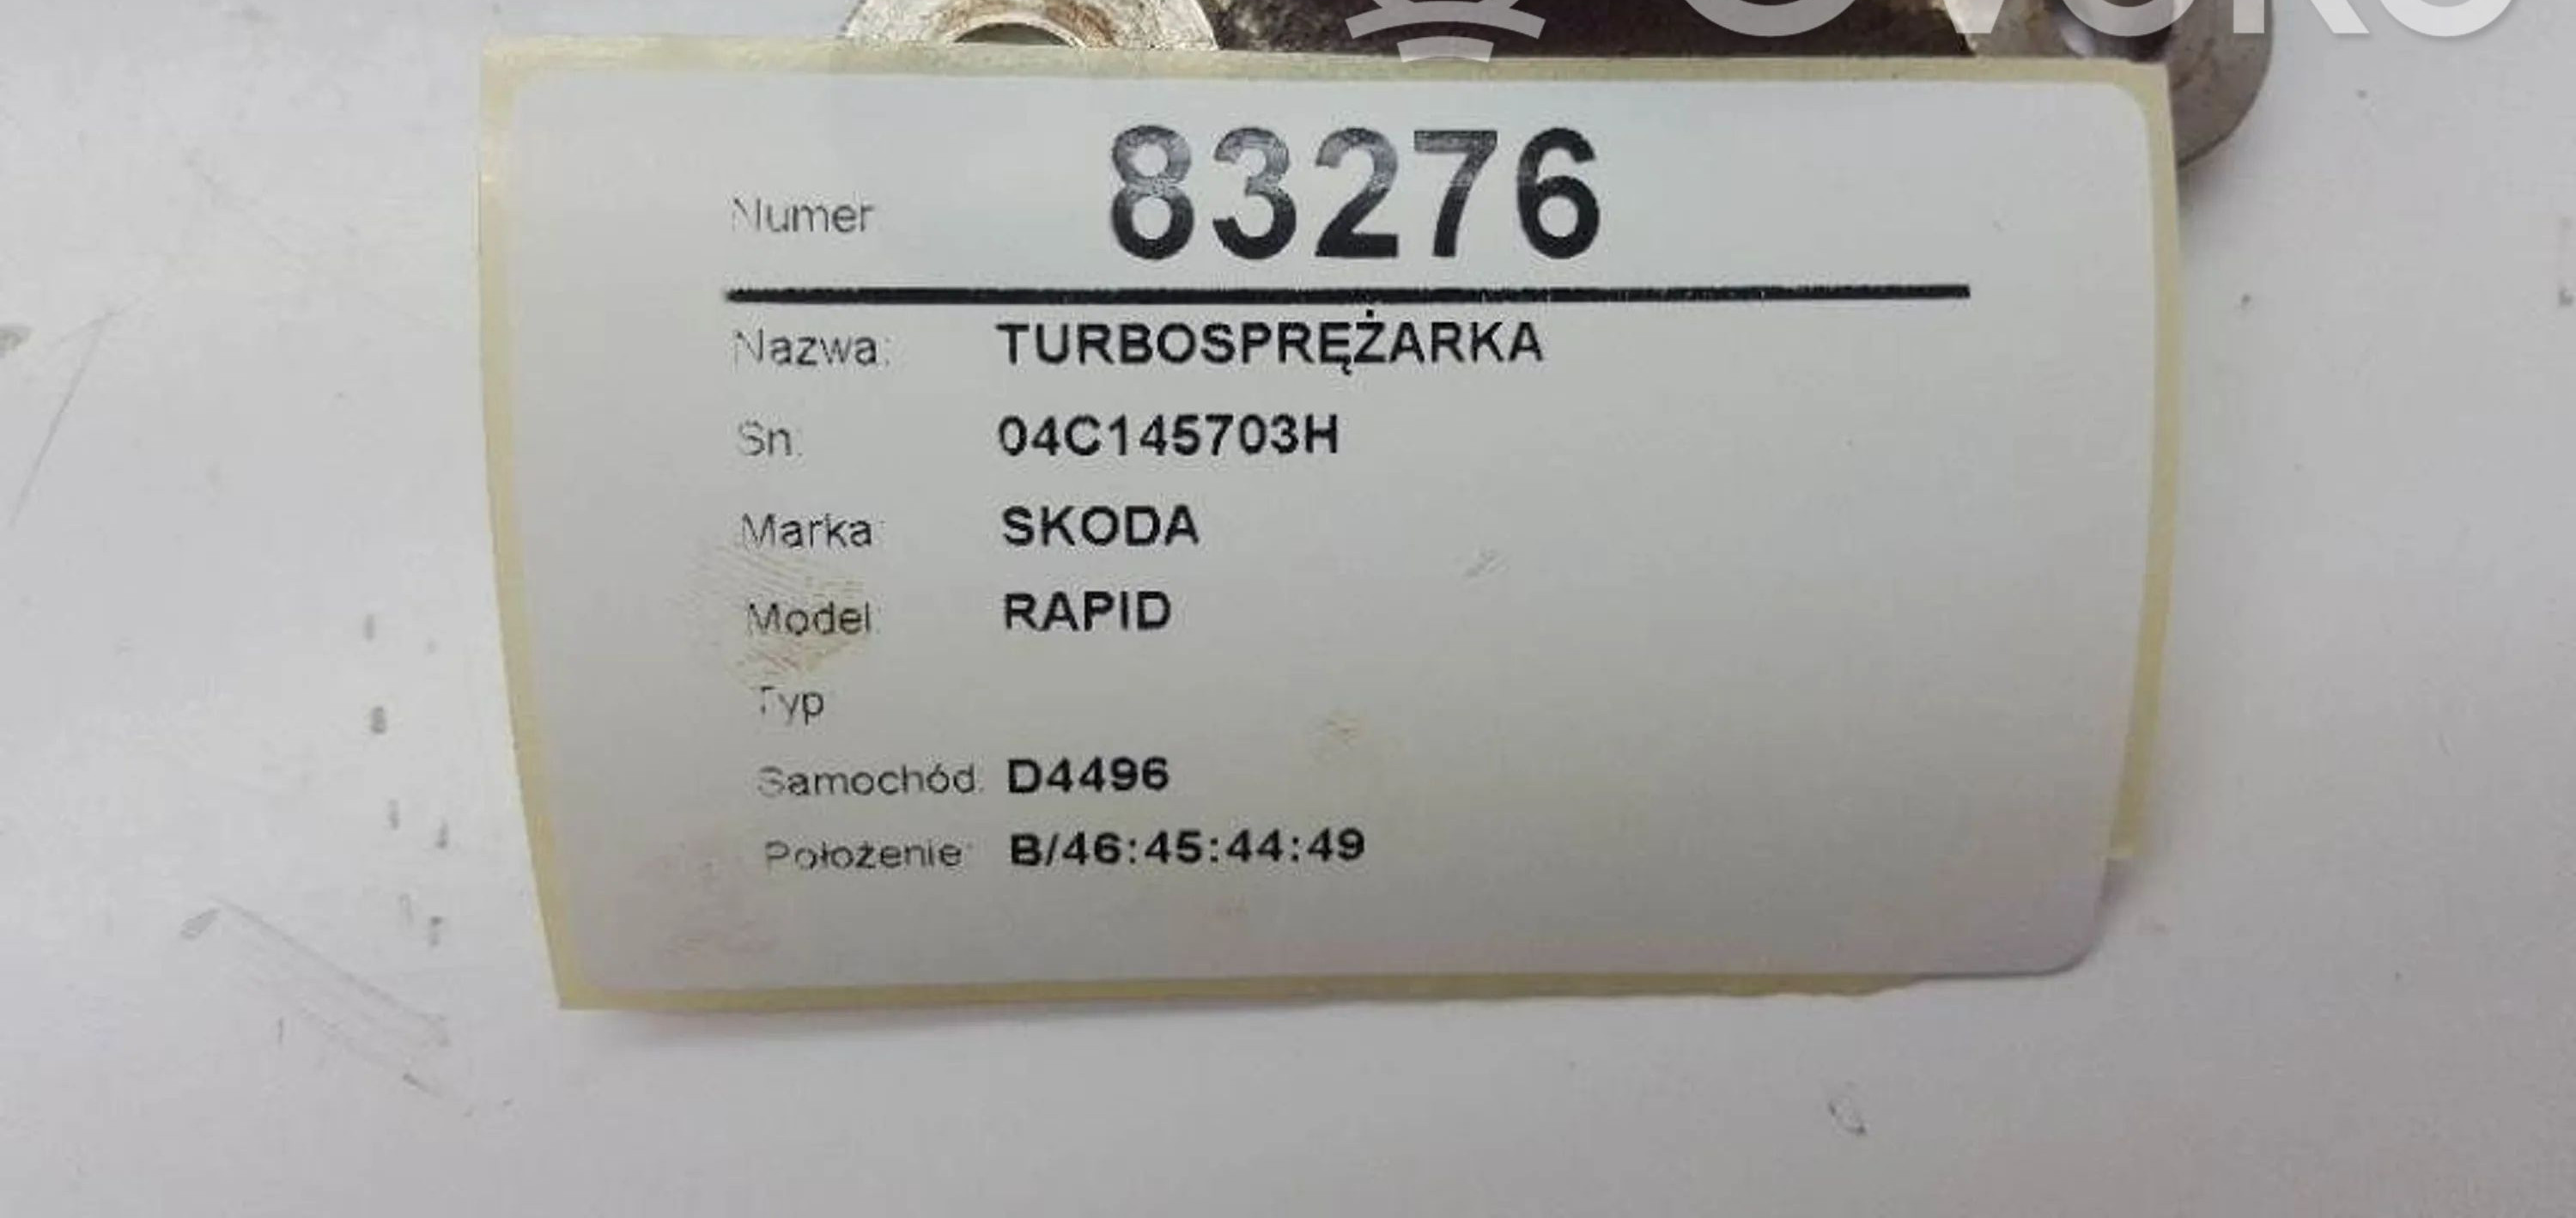 Numer 83276
Nazwa: TURBOSPRĘŻARKA
Sn: 04C145703H
Marka: SKODA
Model: RAPID
Typ
Samochód: D4496
Położenie: B/46:45:44:49